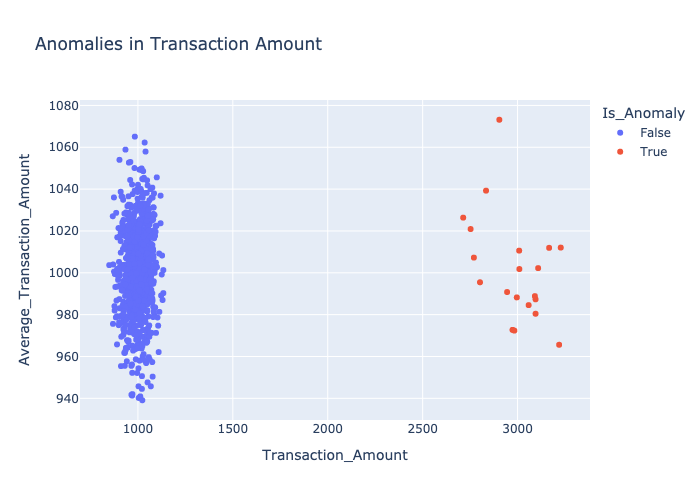 Anomalies in Transaction Amount
Is_Anomaly
False
True
Average_Transaction_Amount
1080
1060
1040
1020
1000
980
960
940
1000 1500 2000 2500 3000
Transaction_Amount